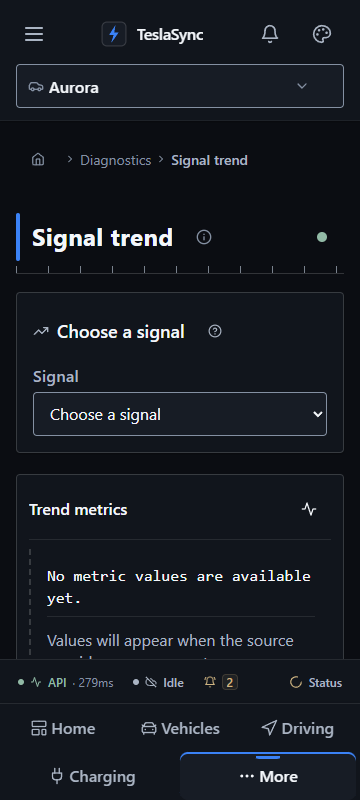 TeslaSync
Aurora
Diagnostics > Signal trend
Signal trend
Choose a signal
Signal
Choose a signal
Trend metrics
No metric values are available
yet.
Values will appear when the source
API · 279ms Idle 2 Status
Home Vehicles Driving
Charging More